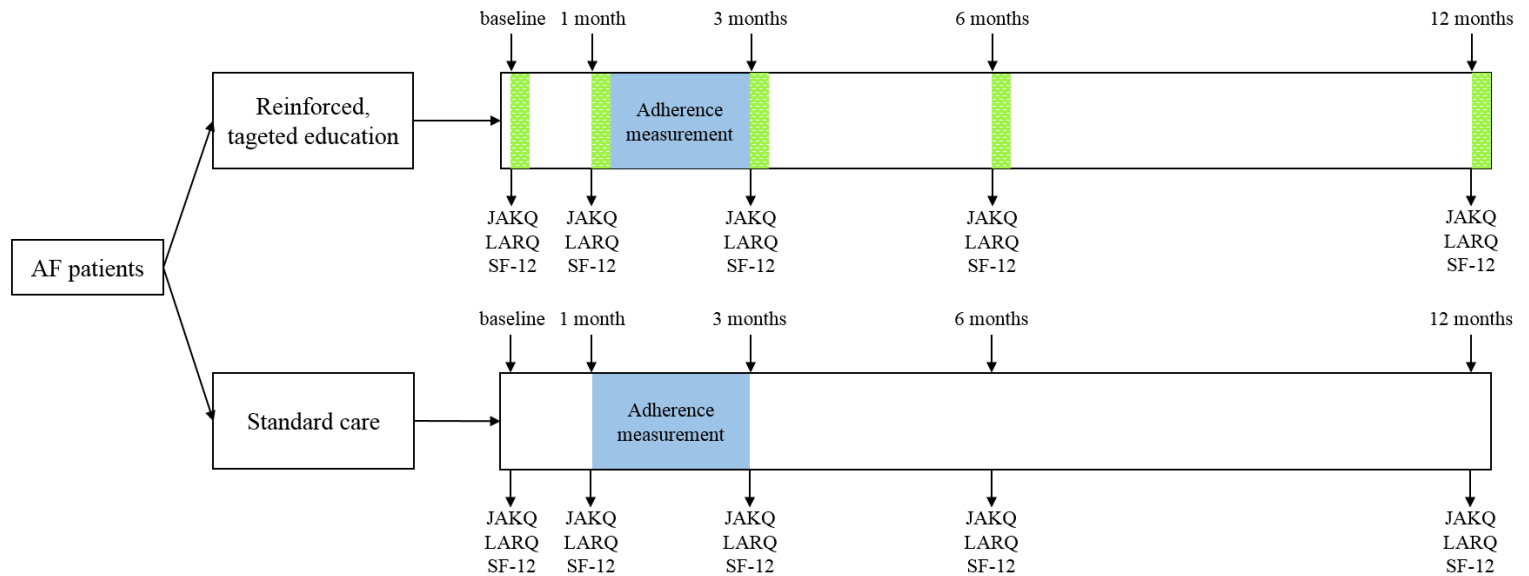 baseline 1 month 3 months 6 months 12 months
Reinforced,
tageted education
Adherence
measurement
JAKQ JAKQ JAKQ JAKQ JAKQ
LARQ LARQ LARQ LARQ LARQ
SF-12 SF-12 SF-12 SF-12 SF-12
AF patients
baseline 1 month 3 months 6 months 12 months
Standard care
Adherence
measurement
JAKQ JAKQ JAKQ JAKQ JAKQ
LARQ LARQ LARQ LARQ LARQ
SF-12 SF-12 SF-12 SF-12 SF-12